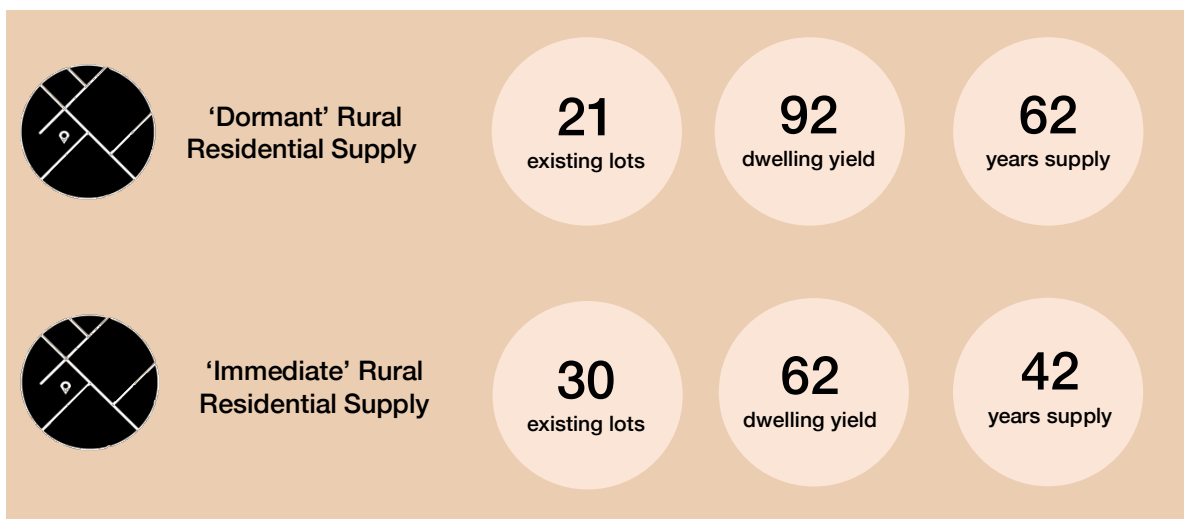 ‘Dormant’ Rural
Residential Supply
21
existing lots
92
dwelling yield
62
years supply
‘Immediate’ Rural
Residential Supply
30
existing lots
62
dwelling yield
42
years supply